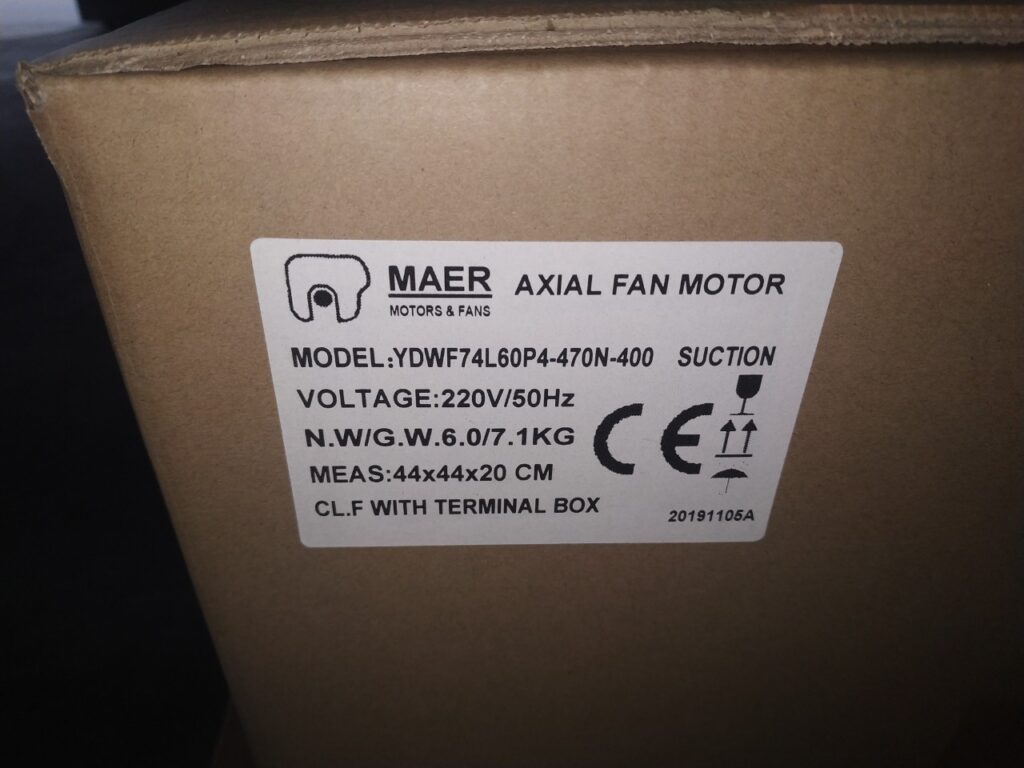 MAER
MOTORS & FANS
AXIAL FAN MOTOR
MODEL:YDWF74L60P4-470N-400 SUCTION
VOLTAGE:220V/50Hz
N.W/G.W.6.0/7.1KG
CE
MEAS:44x44x20 CM
CL.F WITH TERMINAL BOX
20191105A